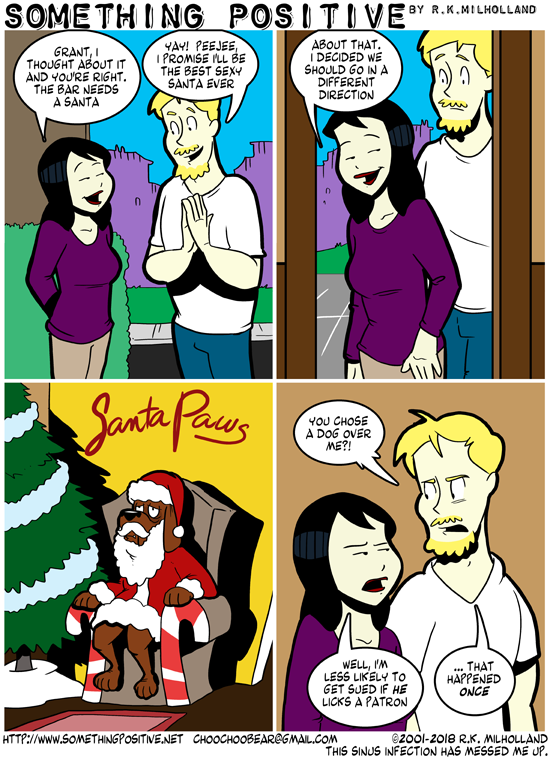 SOMETHING POSITIVE BY R.K.MILHOLLAND
GRANT, I
THOUGHT ABOUT IT
AND YOU'RE RIGHT.
THE BAR NEEDS
A SANTA
YAY! PEEJEE,
I PROMISE I'LL BE
THE BEST SEXY
SANTA EVER
ABOUT THAT.
I DECIDED WE
SHOULD GO IN A
DIFFERENT
DIRECTION
Santa Paws
YOU CHOSE
A DOG OVER
ME?!
WELL, I'M
LESS LIKELY TO
GET SUED IF HE
LICKS A PATRON
... THAT
HAPPENED
ONCE
HTTP://WWW.SOMETHINGPOSITIVE.NET CHOOCHOOBEAR@GMAIL.COM ©2001-2018 R.K. MILHOLLAND
THIS SINUS INFECTION HAS MESSED ME UP.